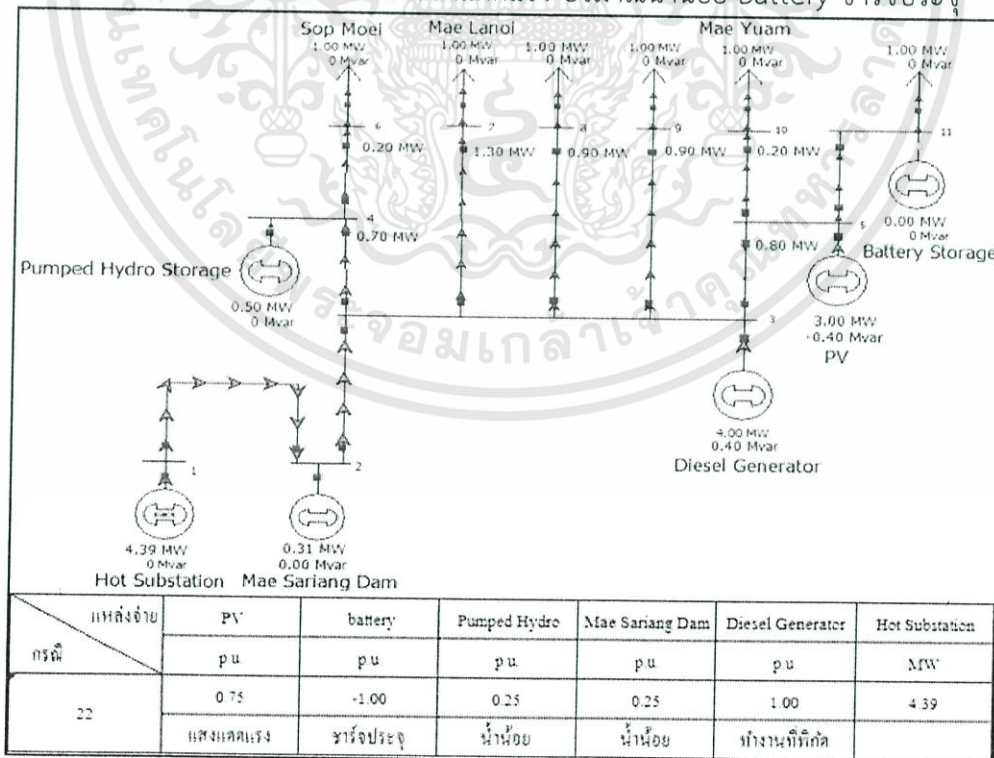 Battery ชาร์จประจุ
Sop Moei
Mae Lanoi
Mae Yuam
1.00 MW
0 Mvar
1.00 MW
0 Mvar
1.00 MW
0 Mvar
1.00 MW
0 Mvar
1.00 MW
0 Mvar
1.00 MW
0 Mvar
6
7
8
9
10
11
0.20 MW
1.30 MW
0.90 MW
0.90 MW
0.20 MW
4
0.70 MW
5
0.80 MW
0.00 MW
0 Mvar
Battery Storage
Pumped Hydro Storage
0.50 MW
0 Mvar
3
3.00 MW
-0.40 Mvar
PV
4.00 MW
0.40 Mvar
Diesel Generator
1
2
4.39 MW
0 Mvar
Hot Substation
0.31 MW
0.00 Mvar
Mae Sariang Dam
แหล่งจ่าย
กรณี
PV
battery
Pumped Hydro
Mae Sariang Dam
Diesel Generator
Hot Substation
p.u
p.u
p.u.
p.u
p.u
MW
22
0.75
-1.00
0.25
0.25
1.00
4.39
แสงแดดแรง
ชาร์จประจุ
น้ำน้อย
น้ำน้อย
ทำงานที่พิกัด